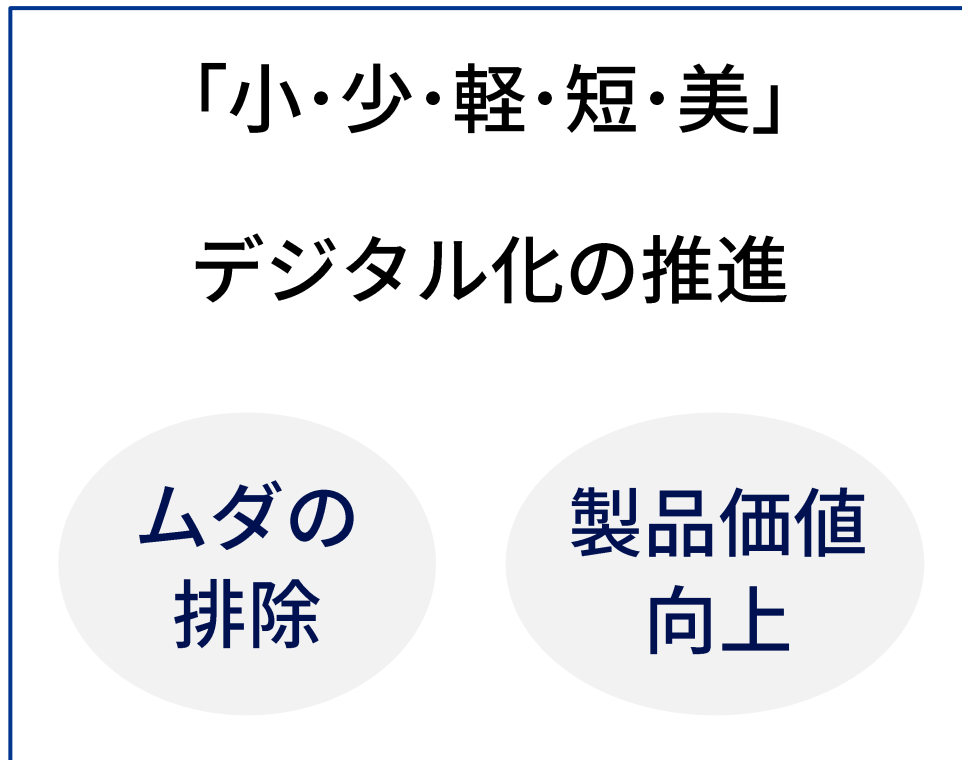 「小・少・軽・短・美」
デジタル化の推進
ムダの
排除
製品価値
向上